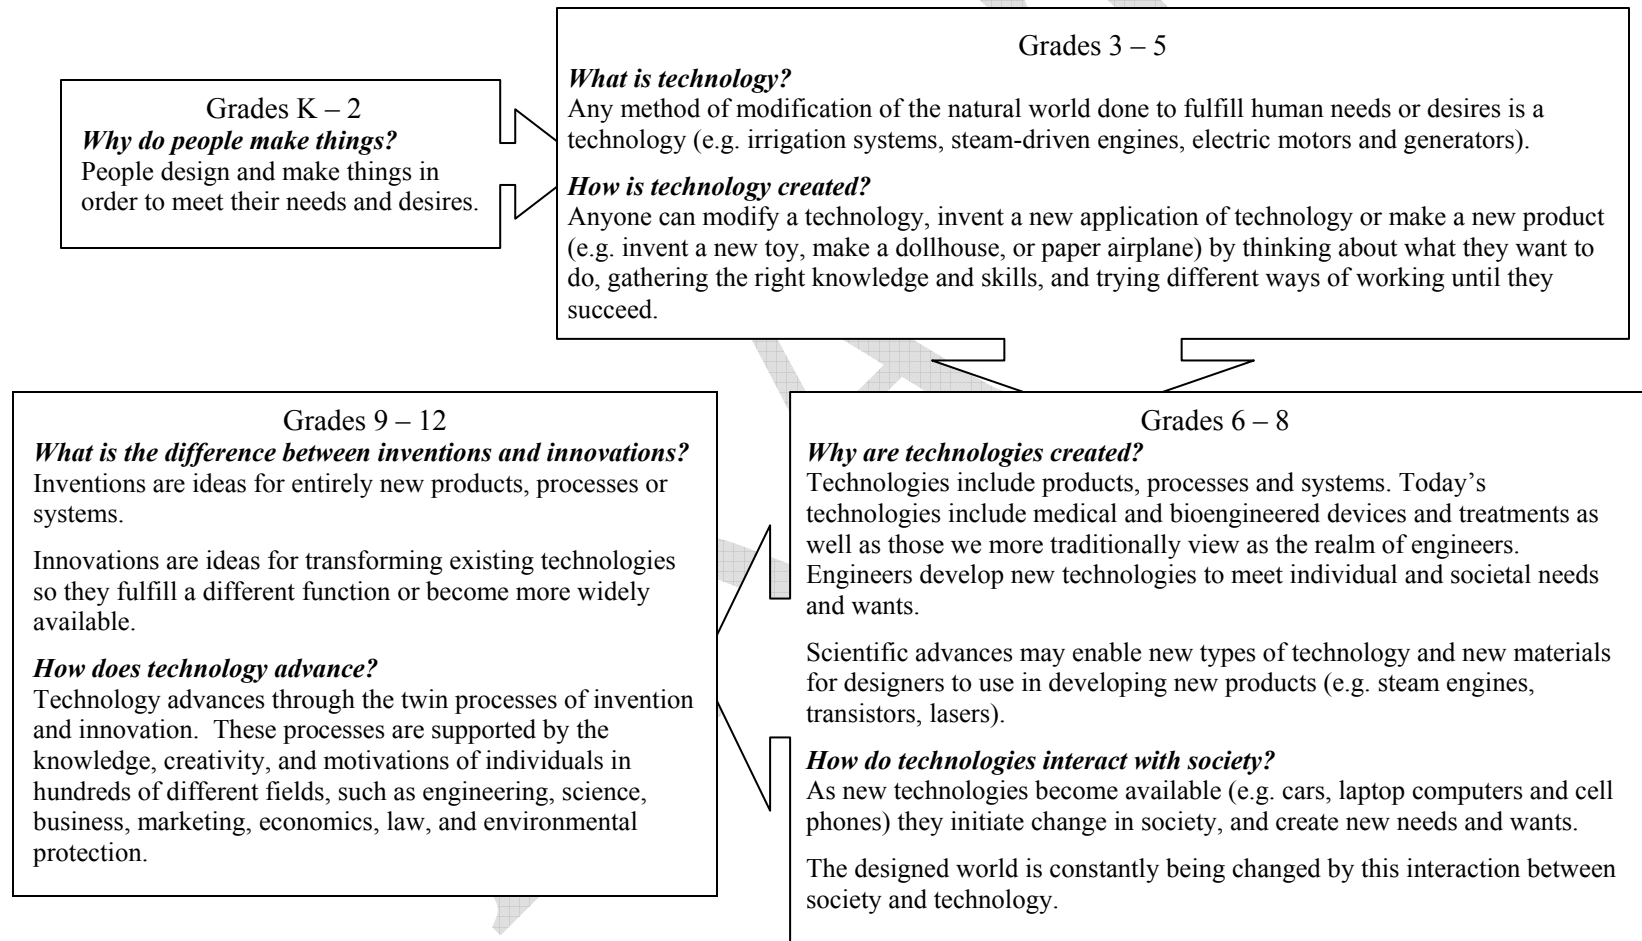 Grades K – 2
Why do people make things?
People design and make things in
order to meet their needs and desires.
Grades 3 – 5
What is technology?
Any method of modification of the natural world done to fulfill human needs or desires is a
technology (e.g. irrigation systems, steam-driven engines, electric motors and generators).
How is technology created?
Anyone can modify a technology, invent a new application of technology or make a new product
(e.g. invent a new toy, make a dollhouse, or paper airplane) by thinking about what they want to
do, gathering the right knowledge and skills, and trying different ways of working until they
succeed.
Grades 6 – 8
Why are technologies created?
Technologies include products, processes and systems. Today’s
technologies include medical and bioengineered devices and treatments as
well as those we more traditionally view as the realm of engineers.
Engineers develop new technologies to meet individual and societal needs
and wants.
Scientific advances may enable new types of technology and new materials
for designers to use in developing new products (e.g. steam engines,
transistors, lasers).
How do technologies interact with society?
As new technologies become available (e.g. cars, laptop computers and cell
phones) they initiate change in society, and create new needs and wants.
The designed world is constantly being changed by this interaction between
society and technology.
Grades 9 – 12
What is the difference between inventions and innovations?
Inventions are ideas for entirely new products, processes or
systems.
Innovations are ideas for transforming existing technologies
so they fulfill a different function or become more widely
available.
How does technology advance?
Technology advances through the twin processes of invention
and innovation.  These processes are supported by the
knowledge, creativity, and motivations of individuals in
hundreds of different fields, such as engineering, science,
business, marketing, economics, law, and environmental
protection.